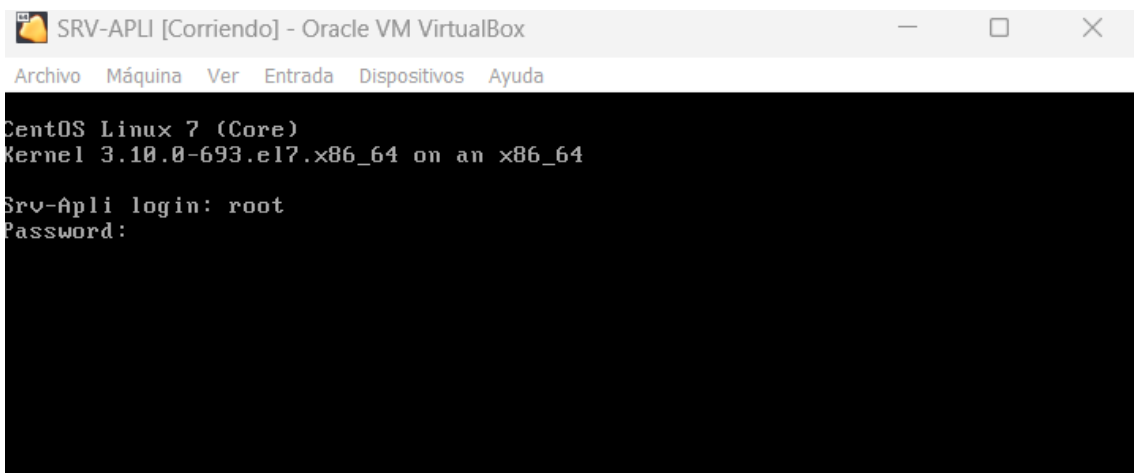 SRV-APLI [Corriendo] - Oracle VM VirtualBox
Archivo Máquina Ver Entrada Dispositivos Ayuda
CentOS Linux 7 (Core)
Kernel 3.10.0-693.el7.x86_64 on an x86_64
Srv-Apli login: root
Password: